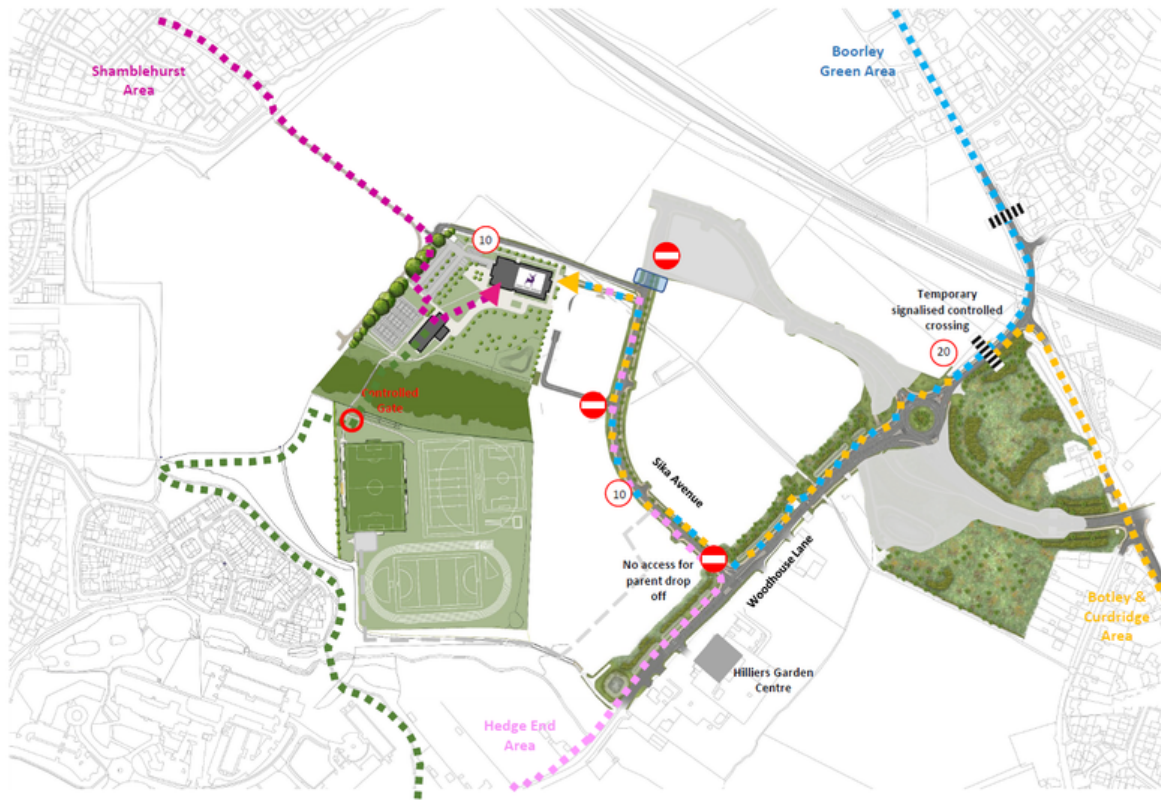 Shamblehurst
Area
Boorley
Green Area
10
Temporary
signalised controlled
crossing
20
Controlled
Gate
Sika Avenue
10
No access for
parent drop
off
Woodhouse Lane
Botley &
Curdridge
Area
Hilliers Garden
Centre
Hedge End
Area